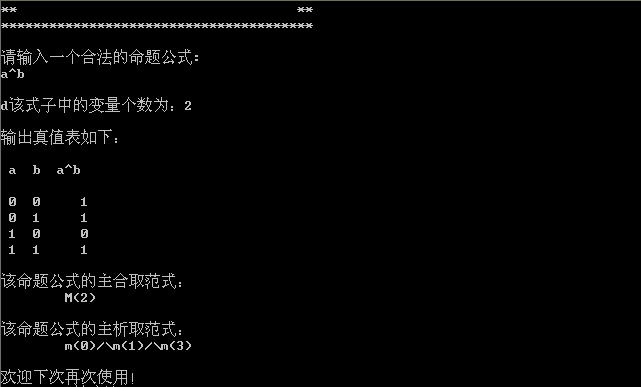 **                                   **
***************************************
请输入一个合法的命题公式：
a^b
d该式子中的变量个数为：2
输出真值表如下：
a  b  a^b
0  0     1
0  1     1
1  0     0
1  1     1
该命题公式的主合取范式：
M(2)
该命题公式的主析取范式：
m(0)/\m(1)/\m(3)
欢迎下次再次使用!